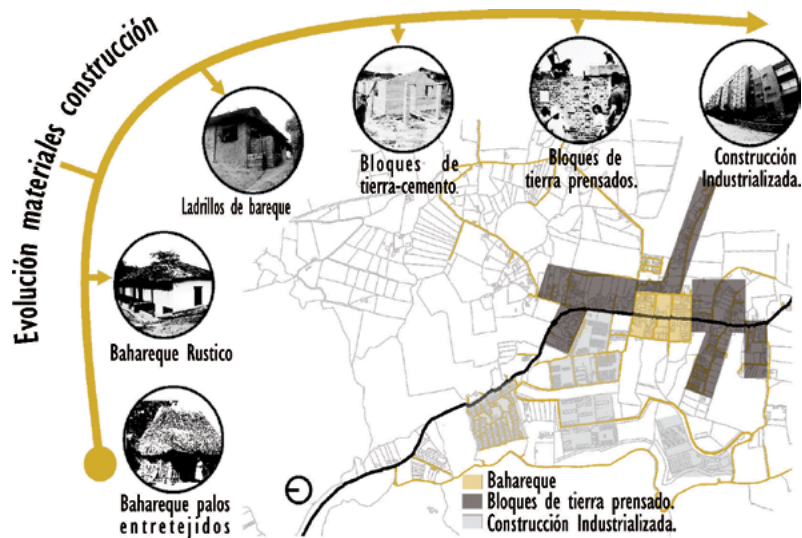 Evolución materiales construcción
Bahareque palos
entretejidos
Bahareque Rustico
Ladrillos de bareque
Bloques de
tierra-cemento.
Bloques de
tierra prensados.
Construcción
Industrializada.
Bahareque
Bloques de tierra prensado.
Construcción Industrializada.